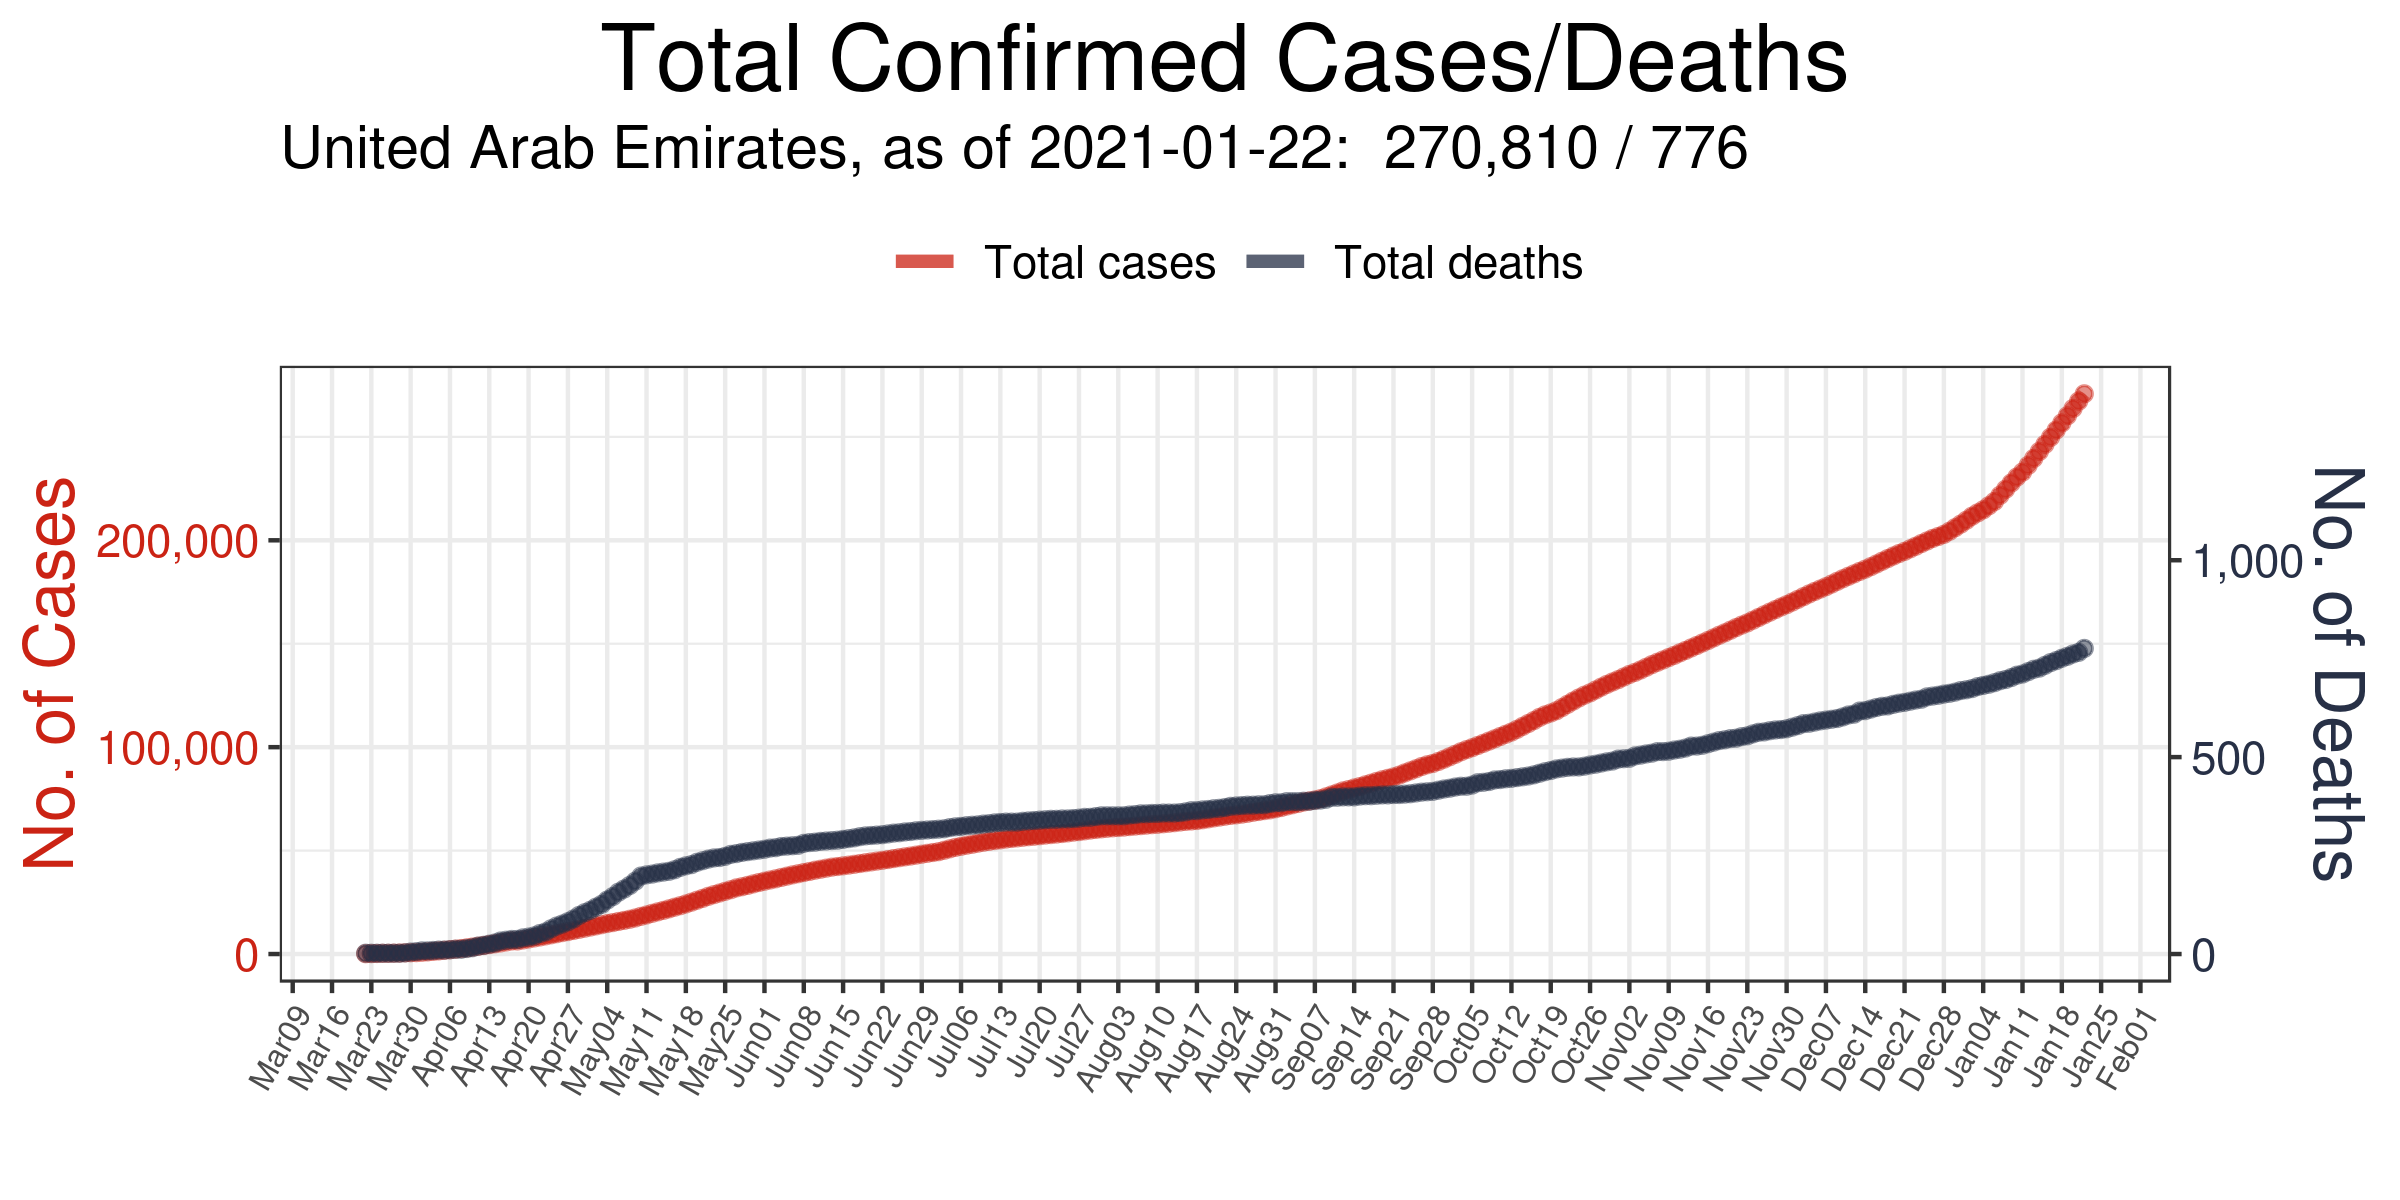 Total Confirmed Cases/Deaths
United Arab Emirates, as of 2021-01-22:  270,810 / 776
Total cases
Total deaths
No. of Cases
200,000
100,000
0
1,000
500
0
No. of Deaths
Mar09
Mar16
Mar23
Mar30
Apr06
Apr13
Apr20
Apr27
May04
May11
May18
May25
Jun01
Jun08
Jun15
Jun22
Jun29
Jul06
Jul13
Jul20
Jul27
Aug03
Aug10
Aug17
Aug24
Aug31
Sep07
Sep14
Sep21
Sep28
Oct05
Oct12
Oct19
Oct26
Nov02
Nov09
Nov16
Nov23
Nov30
Dec07
Dec14
Dec21
Dec28
Jan04
Jan11
Jan18
Jan25
Feb01